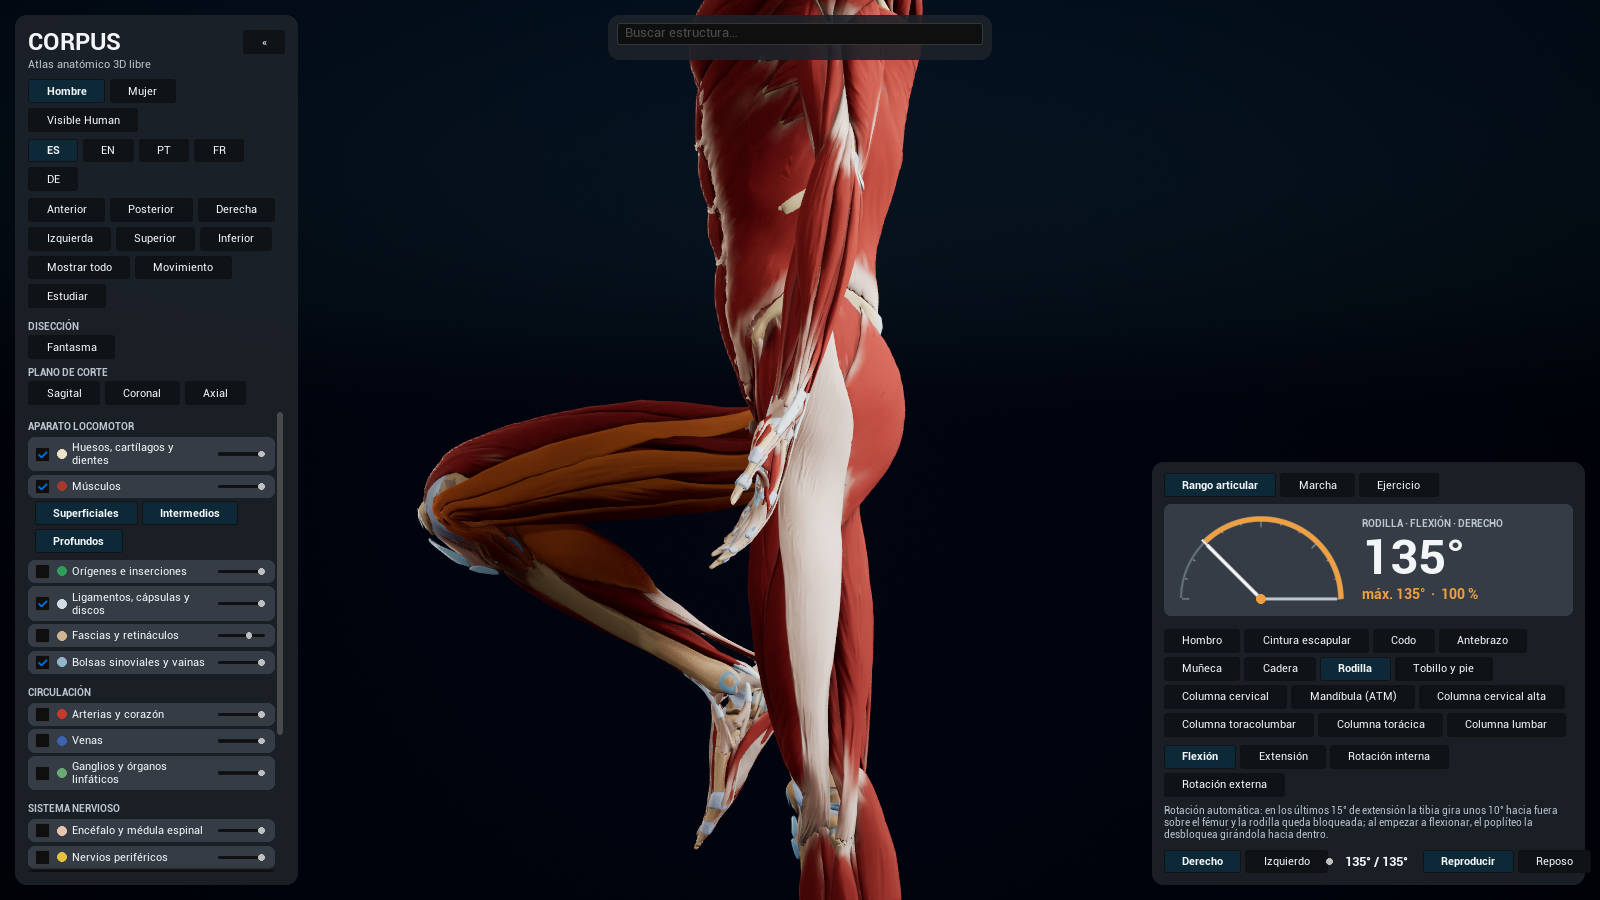 CORPUS
«
Atlas anatómico 3D libre
Hombre Mujer
Visible Human
ES EN PT FR
DE
Anterior Posterior Derecha
Izquierda Superior Inferior
Mostrar todo Movimiento
Estudiar
DISECCIÓN
Fantasma
PLANO DE CORTE
Sagital Coronal Axial
APARATO LOCOMOTOR
Huesos, cartílagos y
dientes
Músculos
Superficiales Intermedios
Profundos
Orígenes e inserciones
Ligamentos, cápsulas y
discos
Fascias y retináculos
Bolsas sinoviales y vainas
CIRCULACIÓN
Arterias y corazón
Venas
Ganglios y órganos
linfáticos
SISTEMA NERVIOSO
Encéfalo y médula espinal
Nervios periféricos
Buscar estructura...
Rango articular Marcha Ejercicio
RODILLA · FLEXIÓN · DERECHO
135°
máx. 135° · 100 %
Hombro Cintura escapular Codo Antebrazo
Muñeca Cadera Rodilla Tobillo y pie
Columna cervical Mandíbula (ATM) Columna cervical alta
Columna toracolumbar Columna torácica Columna lumbar
Flexión Extensión Rotación interna
Rotación externa
Rotación automática: en los últimos 15° de extensión la tibia gira unos 10° hacia fuera
sobre el fémur y la rodilla queda bloqueada; al empezar a flexionar, el poplíteo la
desbloquea girándola hacia dentro.
Derecho Izquierdo 135° / 135° Reproducir Reposo